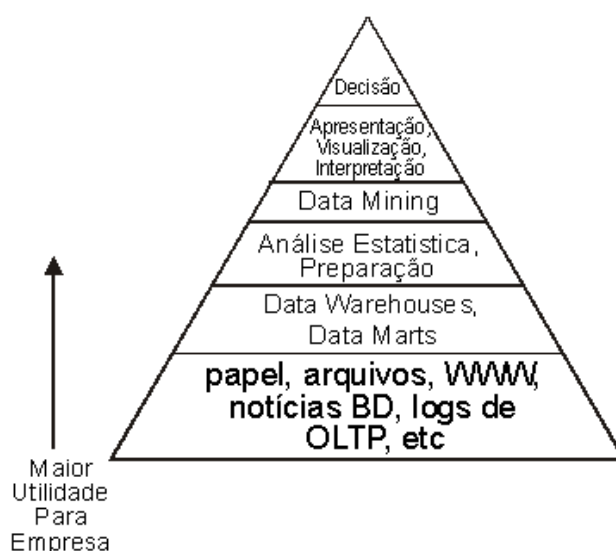 Decisão
Apresentação,
Visualização,
Interpretação
Data Mining
Análise Estatistica,
Preparação
Data Warehouses,
Data Marts
papel, arquivos, WWW,
notícias BD, logs de
OLTP, etc
Maior
Utilidade
Para
Empresa